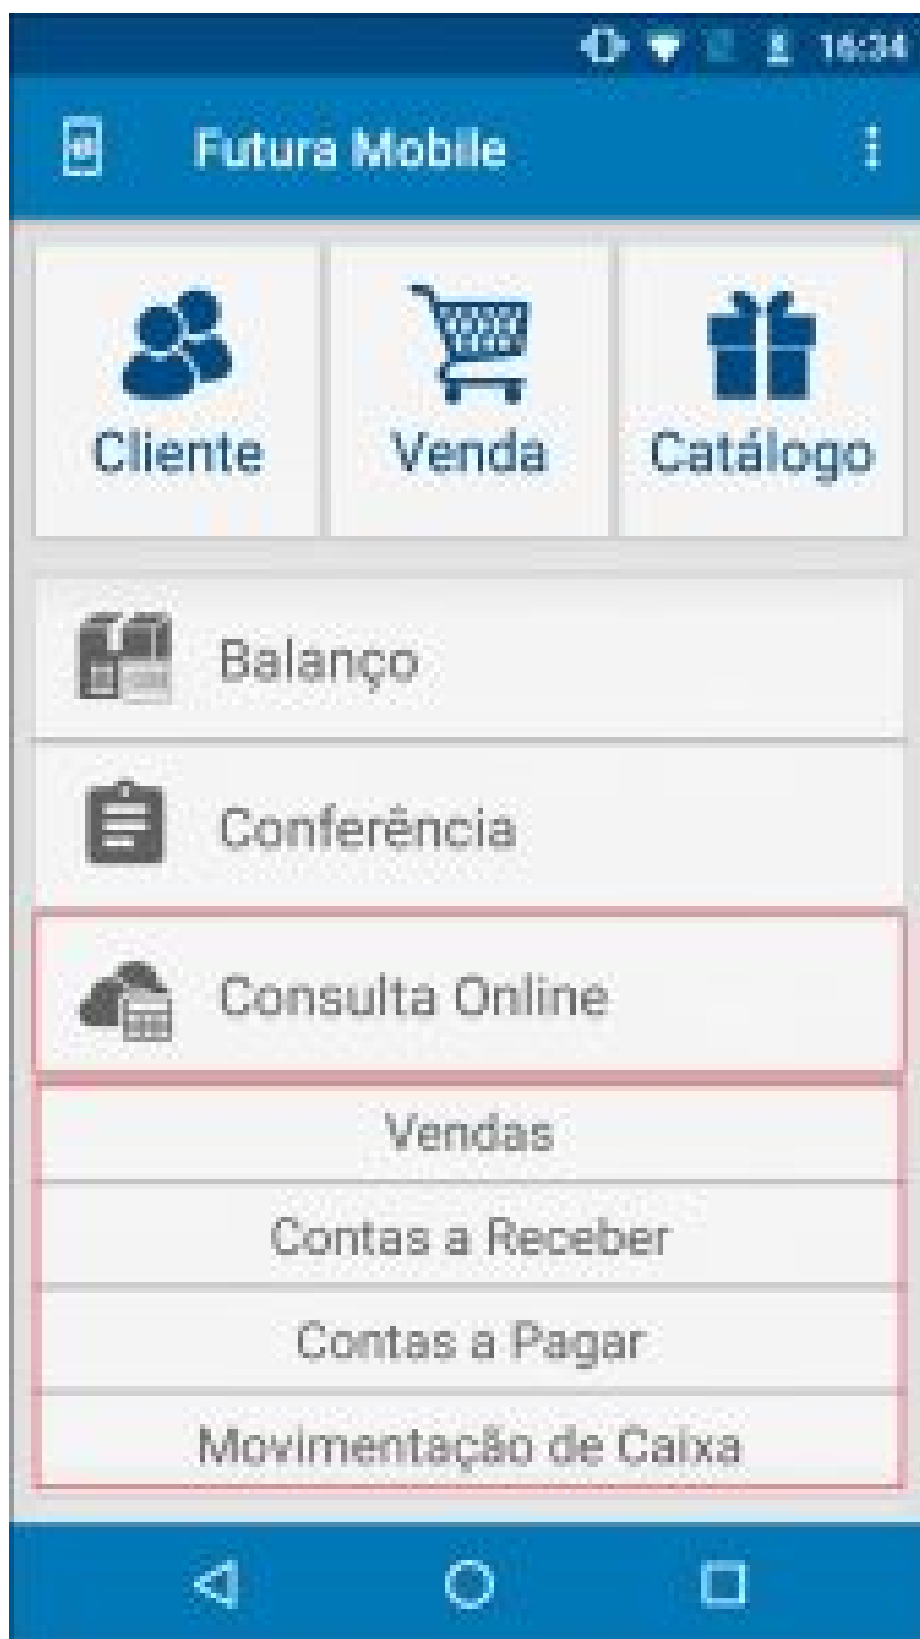 16:34
Futura Mobile
Cliente
Venda
Catálogo
Balanço
Conferência
Consulta Online
Vendas
Contas a Receber
Contas a Pagar
Movimentação de Caixa